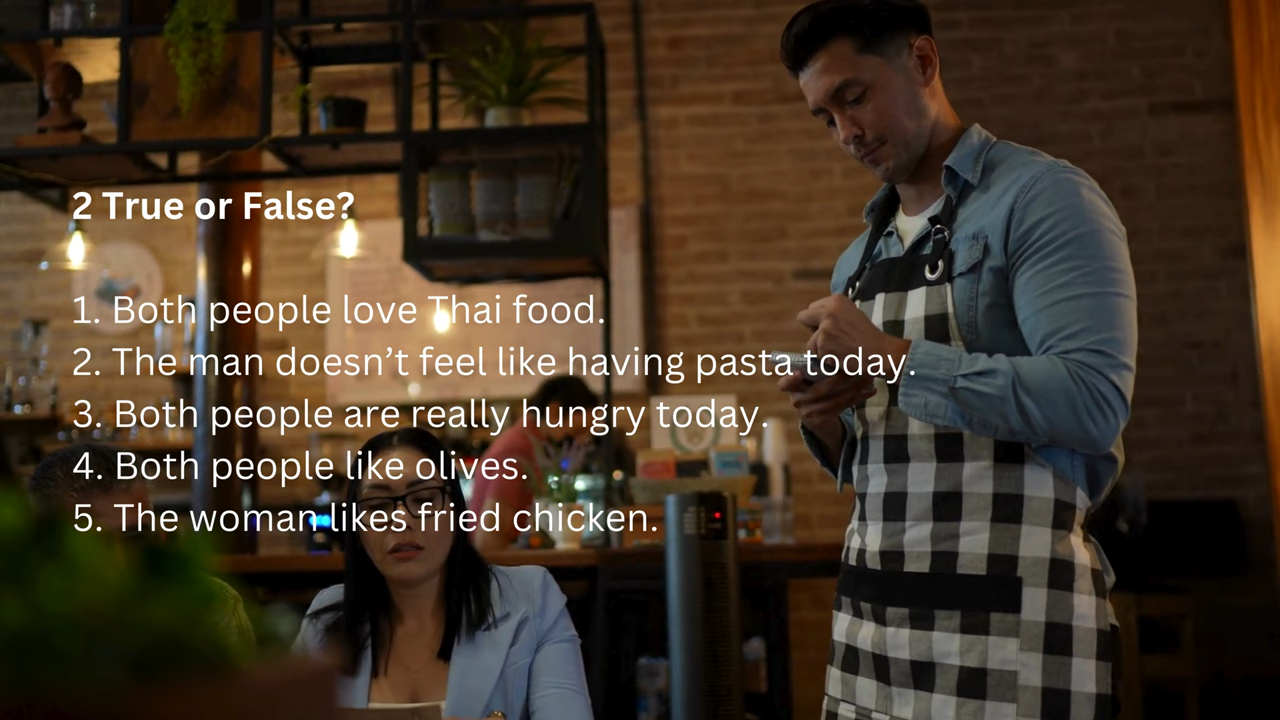 2 True or False?
1. Both people love Thai food.
2. The man doesn’t feel like having pasta today.
3. Both people are really hungry today.
4. Both people like olives.
5. The woman likes fried chicken.